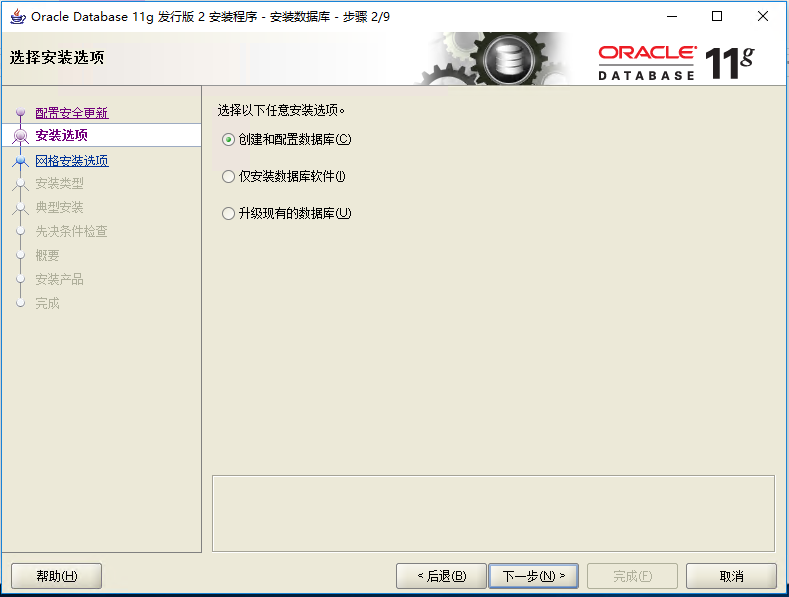 Oracle Database 11g 发行版 2 安装程序 - 安装数据库 - 步骤 2/9
选择安装选项
ORACLE
DATABASE 11g
配置安全更新
安装选项
网格安装选项
安装类型
典型安装
先决条件检查
概要
安装产品
完成
选择以下任意安装选项。
创建和配置数据库(C)
仅安装数据库软件(I)
升级现有的数据库(U)
帮助(H)
< 后退(B)
下一步(N) >
完成(F)
取消